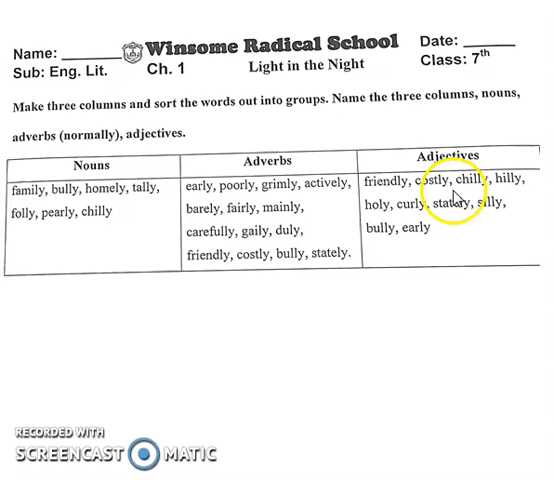 Name: ______ Winsome Radical School Date: ______
Sub: Eng. Lit. Ch. 1 Light in the Night Class: 7th
Make three columns and sort the words out into groups. Name the three columns, nouns,
adverbs (normally), adjectives.
Nouns Adverbs Adjectives
family, bully, homely, tally,
folly, pearly, chilly
early, poorly, grimly, actively,
barely, fairly, mainly,
carefully, gaily, duly,
friendly, costly, bully, stately.
friendly, costly, chilly, hilly,
holy, curly, stately, silly,
bully, early
RECORDED WITH
SCREENCAST MATIC